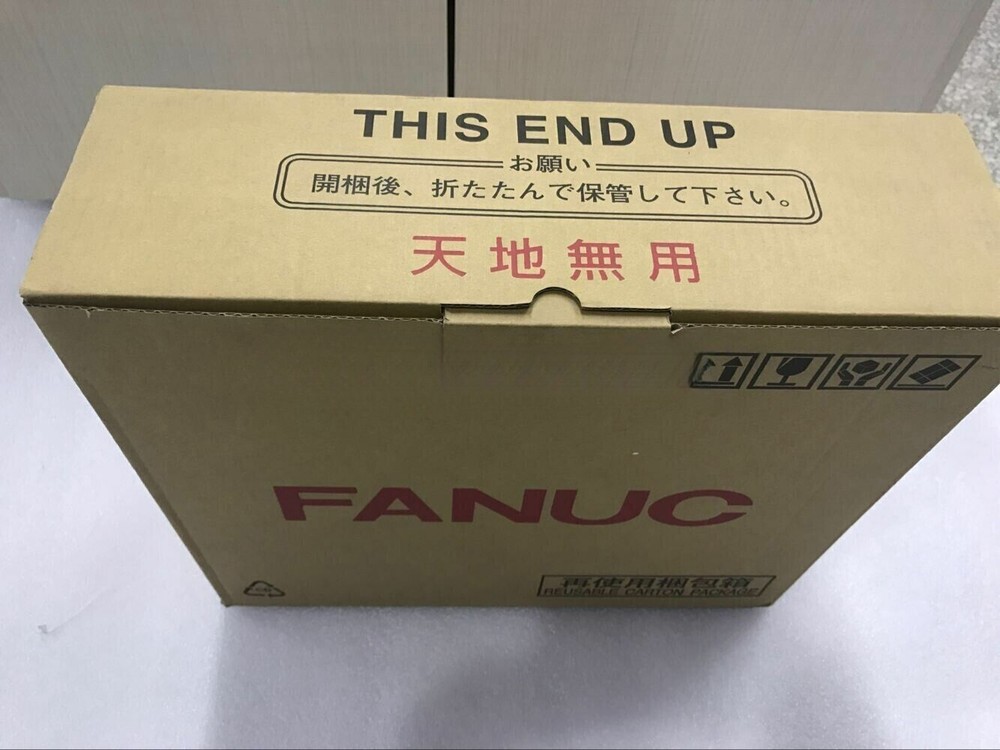 THIS END UP
お願い
開梱後、折たたんで保管して下さい。
天地無用
FANUC
再使用梱包箱
REUSABLE CARTON PACKAGE